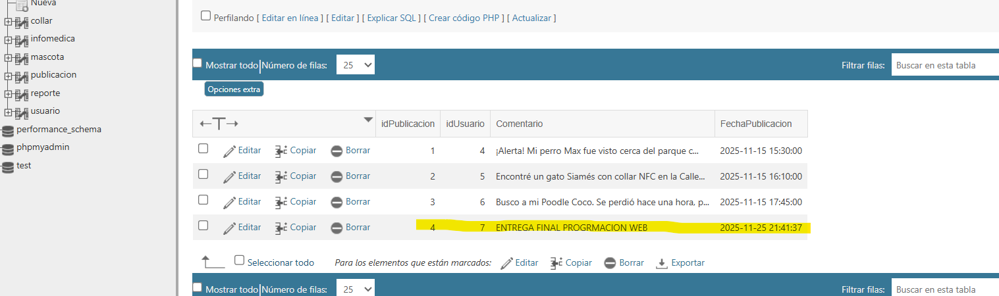 Nueva
collar
infomedica
mascota
publicacion
reporte
usuario
performance_schema
phpmyadmin
test
Perfilando [ Editar en línea ] [ Editar ] [ Explicar SQL ] [ Crear código PHP ] [ Actualizar ]
Mostrar todo | Número de filas: 25 Filtrar filas: Buscar en esta tabla
Opciones extra
←T→ idPublicacion idUsuario Comentario FechaPublicacion
Editar Copiar Borrar 1 4 ¡Alerta! Mi perro Max fue visto cerca del parque c... 2025-11-15 15:30:00
Editar Copiar Borrar 2 5 Encontré un gato Siamés con collar NFC en la Calle... 2025-11-15 16:10:00
Editar Copiar Borrar 3 6 Busco a mi Poodle Coco. Se perdió hace una hora, p... 2025-11-15 17:45:00
Editar Copiar Borrar 4 7 ENTREGA FINAL PROGRMACION WEB 2025-11-25 21:41:37
Seleccionar todo Para los elementos que están marcados: Editar Copiar Borrar Exportar
Mostrar todo | Número de filas: 25 Filtrar filas: Buscar en esta tabla